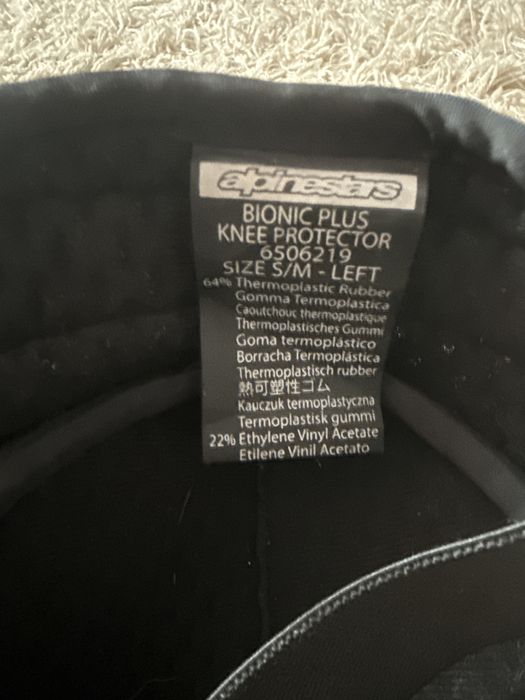 alpinestars
BIONIC PLUS
KNEE PROTECTOR
6506219
SIZE S/M - LEFT
64% Thermoplastic Rubber
Gomma Termoplastica
Caoutchouc thermoplastique
Thermoplastisches Gummi
Goma termoplástico
Borracha Termoplástica
Thermoplastisch rubber
熱可塑性ゴム
Kauczuk termoplastyczna
Termoplastisk gummi
22% Ethylene Vinyl Acetate
Etilene Vinil Acetato